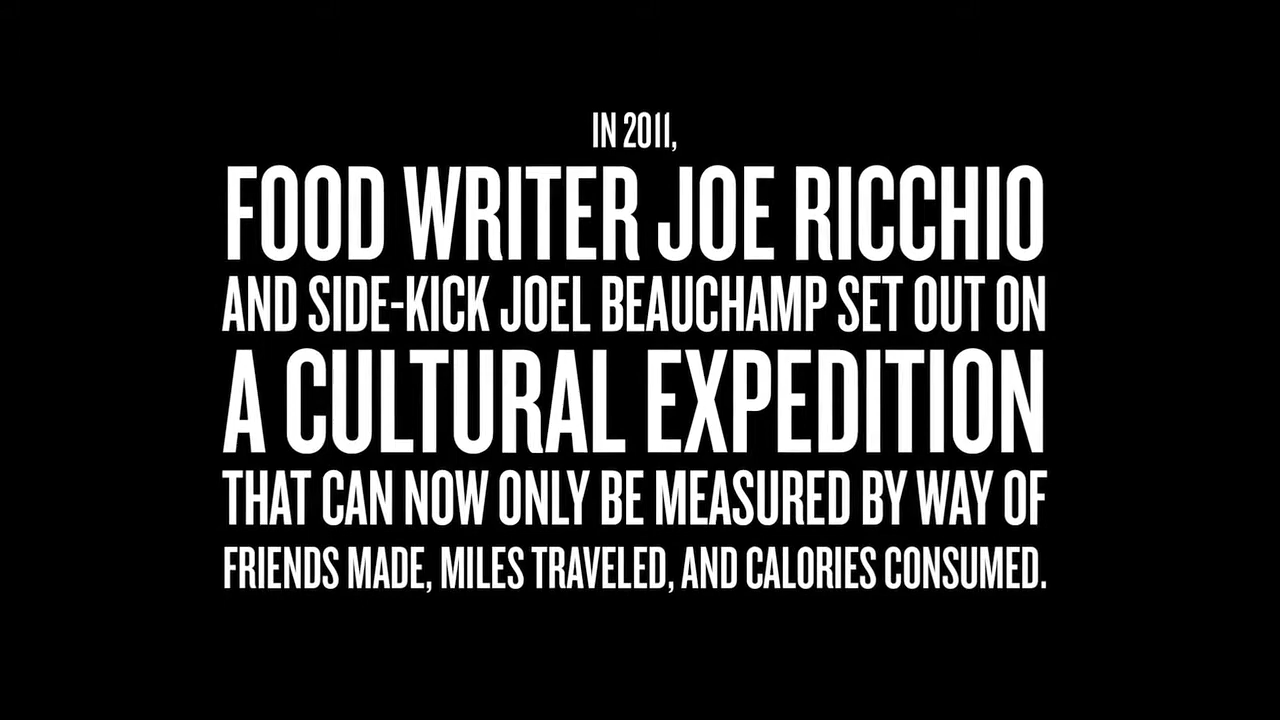 IN 2011,
FOOD WRITER JOE RICCHIO
AND SIDE-KICK JOEL BEAUCHAMP SET OUT ON
A CULTURAL EXPEDITION
THAT CAN NOW ONLY BE MEASURED BY WAY OF
FRIENDS MADE, MILES TRAVELED, AND CALORIES CONSUMED.